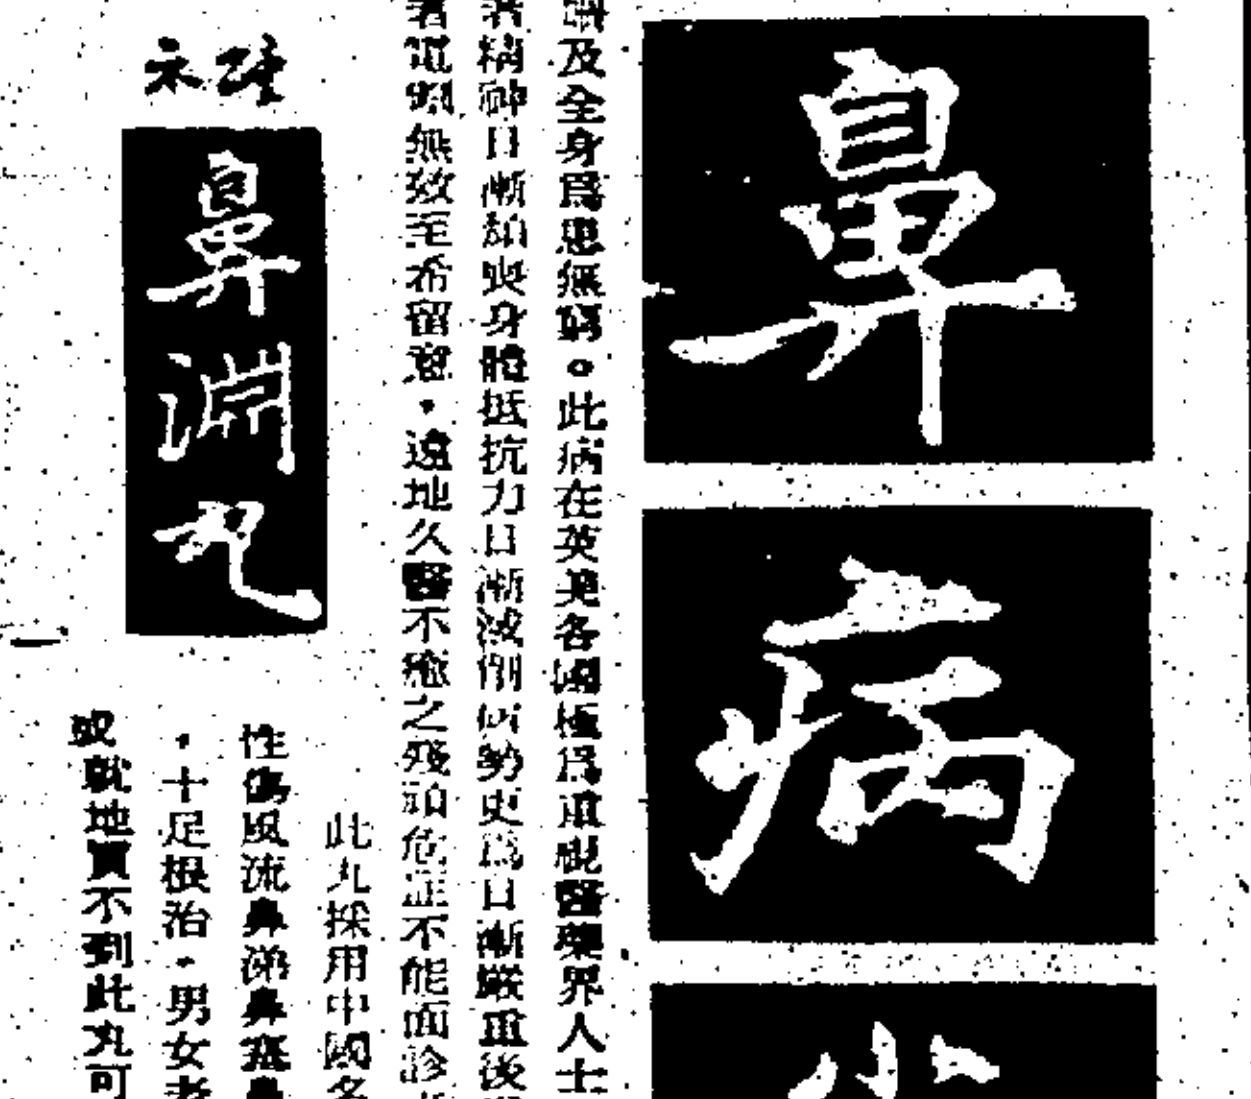 鼻病
及全身爲患無窮。此病在英美各國極爲重視醫藥界人士
著精神日漸頹喪身體抵抗力日漸減削病勢更爲日漸嚴重後
無效至希留意，遠地久醫不癒之殘頑危症不能面診
鼻淵丸
此丸採用中國名
性傷風流鼻涕鼻塞鼻
，十足根治，男女老
或就地買不到此丸可